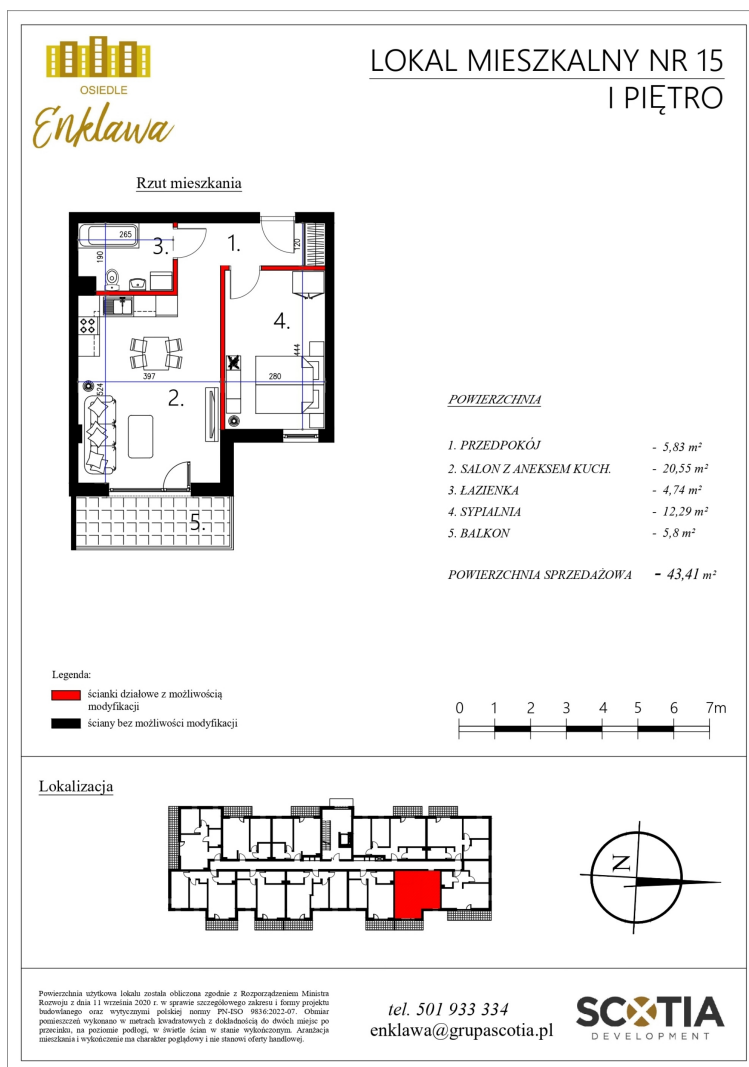 OSIEDLE
Enklawa
LOKAL MIESZKALNY NR 15
I PIĘTRO
Rzut mieszkania
265
190
3.
1.
120
4.
444
397
280
524
2.
5.
POWIERZCHNIA
1. PRZEDPOKÓJ - 5,83 m²
2. SALON Z ANEKSEM KUCH. - 20,55 m²
3. ŁAZIENKA - 4,74 m²
4. SYPIALNIA - 12,29 m²
5. BALKON - 5,8 m²
POWIERZCHNIA SPRZEDAŻOWA - 43,41 m²
Legenda:
ścianki działowe z możliwością
modyfikacji
ściany bez możliwości modyfikacji
0 1 2 3 4 5 6 7m
Lokalizacja
N
Powierzchnia użytkowa lokalu została obliczona zgodnie z Rozporządzeniem Ministra
Rozwoju z dnia 11 września 2020 r. w sprawie szczegółowego zakresu i formy projektu
budowlanego oraz wytycznymi polskiej normy PN-ISO 9836:2022-07. Obmiar
pomieszczeń wykonano w metrach kwadratowych z dokładnością do dwóch miejsc po
przecinku, na poziomie podłogi, w świetle ścian w stanie wykończonym. Aranżacja
mieszkania i wykończenie ma charakter poglądowy i nie stanowi oferty handlowej.
tel. 501 933 334
enklawa@grupascotia.pl
SCOTIA
DEVELOPMENT